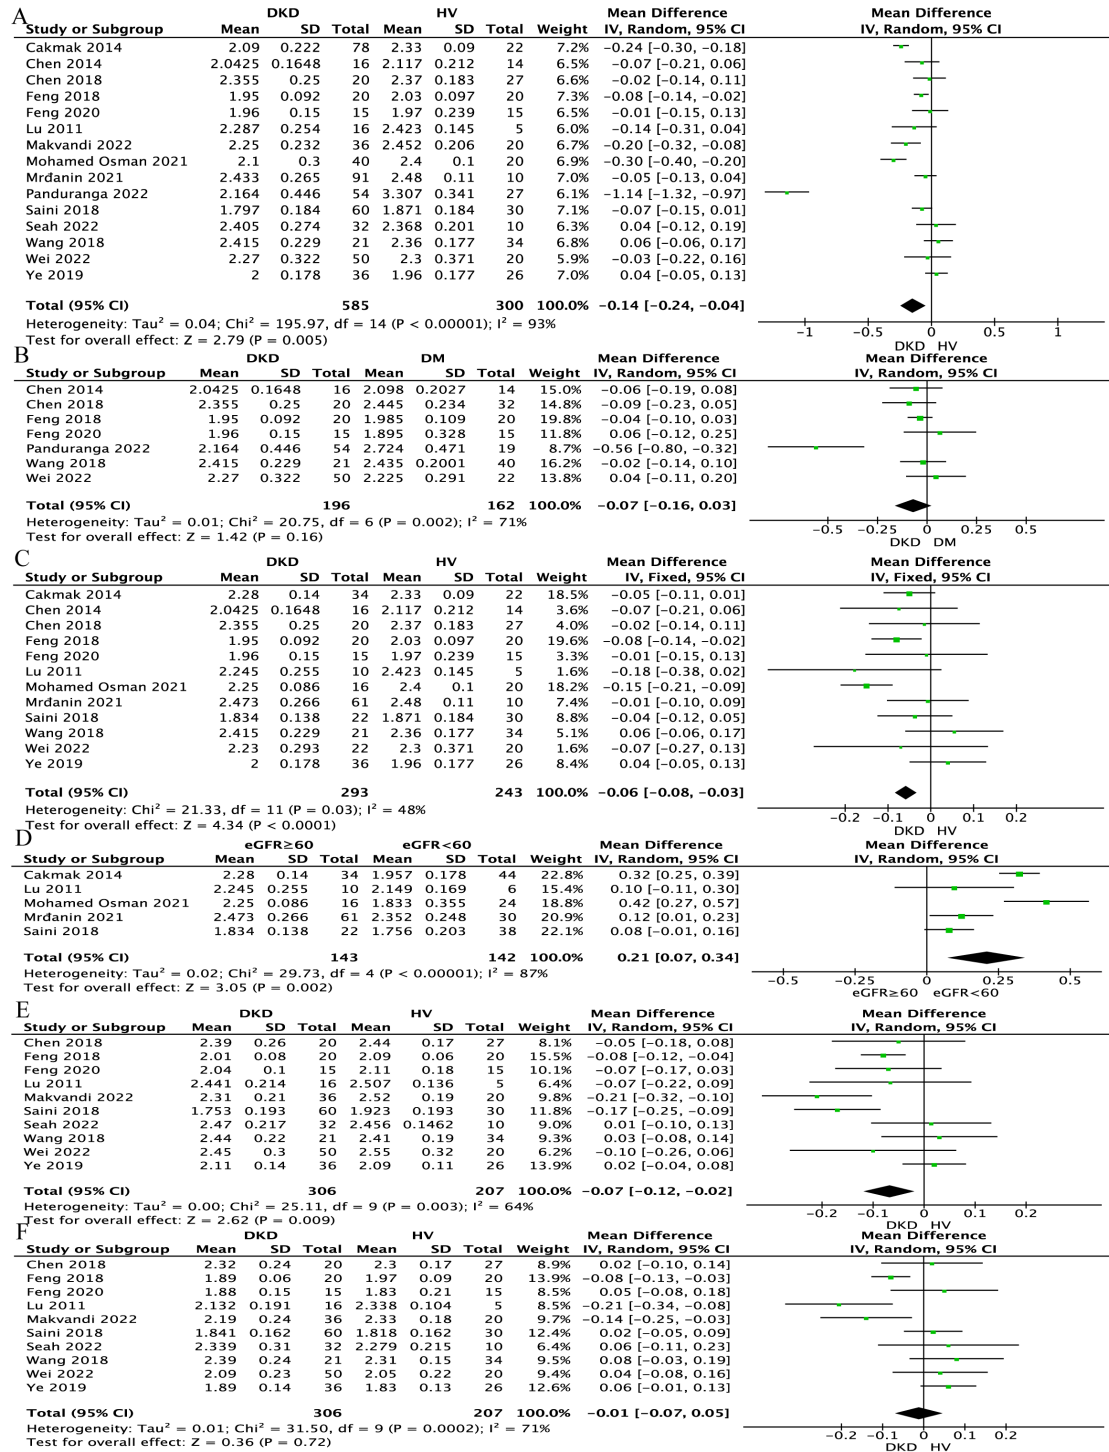 A
DKD HV Mean Difference Mean Difference
Study or Subgroup Mean SD Total Mean SD Total Weight IV, Random, 95% CI IV, Random, 95% CI
Cakmak 2014 2.09 0.222 78 2.33 0.09 22 7.2% −0.24 [−0.30, −0.18]
Chen 2014 2.0425 0.1648 16 2.117 0.212 14 6.5% −0.07 [−0.21, 0.06]
Chen 2018 2.355 0.25 20 2.37 0.183 27 6.6% −0.02 [−0.14, 0.11]
Feng 2018 1.95 0.092 20 2.03 0.097 20 7.3% −0.08 [−0.14, −0.02]
Feng 2020 1.96 0.15 15 1.97 0.239 15 6.4% −0.01 [−0.15, 0.13]
Lu 2011 2.287 0.254 16 2.423 0.145 5 6.0% −0.14 [−0.31, 0.04]
Makvandi 2022 2.25 0.232 36 2.452 0.206 20 6.7% −0.20 [−0.32, −0.08]
Mohamed Osman 2021 2.1 0.3 40 2.4 0.1 20 6.9% −0.30 [−0.40, −0.20]
Mrđanin 2021 2.433 0.265 91 2.48 0.11 10 7.0% −0.05 [−0.13, 0.04]
Panduranga 2022 2.164 0.446 54 3.307 0.341 27 6.1% −1.14 [−1.32, −0.97]
Saini 2018 1.797 0.184 60 1.871 0.184 30 7.1% −0.07 [−0.15, 0.01]
Seah 2022 2.405 0.274 32 2.368 0.201 10 6.3% 0.04 [−0.12, 0.19]
Wang 2018 2.415 0.229 21 2.36 0.177 34 6.8% 0.06 [−0.06, 0.17]
Wei 2022 2.27 0.322 50 2.3 0.371 20 5.9% −0.03 [−0.22, 0.16]
Ye 2019 2 0.178 36 1.96 0.177 26 7.0% 0.04 [−0.05, 0.13]
Total (95% CI) 585 300 100.0% −0.14 [−0.24, −0.04]
Heterogeneity: Tau² = 0.04; Chi² = 195.97, df = 14 (P < 0.00001); I² = 93%
Test for overall effect: Z = 2.79 (P = 0.005)
−1 −0.5 0 0.5 1
DKD HV
B
DKD DM Mean Difference Mean Difference
Study or Subgroup Mean SD Total Mean SD Total Weight IV, Random, 95% CI IV, Random, 95% CI
Chen 2014 2.0425 0.1648 16 2.098 0.2027 14 15.0% −0.06 [−0.19, 0.08]
Chen 2018 2.355 0.25 20 2.445 0.234 32 14.8% −0.09 [−0.23, 0.05]
Feng 2018 1.95 0.092 20 1.985 0.109 20 19.8% −0.04 [−0.10, 0.03]
Feng 2020 1.96 0.15 15 1.895 0.328 15 11.8% 0.06 [−0.12, 0.25]
Panduranga 2022 2.164 0.446 54 2.724 0.471 19 8.7% −0.56 [−0.80, −0.32]
Wang 2018 2.415 0.229 21 2.435 0.2001 40 16.2% −0.02 [−0.14, 0.10]
Wei 2022 2.27 0.322 50 2.225 0.291 22 13.8% 0.04 [−0.11, 0.20]
Total (95% CI) 196 162 100.0% −0.07 [−0.16, 0.03]
Heterogeneity: Tau² = 0.01; Chi² = 20.75, df = 6 (P = 0.002); I² = 71%
Test for overall effect: Z = 1.42 (P = 0.16)
−0.5 −0.25 0 0.25 0.5
DKD DM
C
DKD HV Mean Difference Mean Difference
Study or Subgroup Mean SD Total Mean SD Total Weight IV, Fixed, 95% CI IV, Fixed, 95% CI
Cakmak 2014 2.28 0.14 34 2.33 0.09 22 18.5% −0.05 [−0.11, 0.01]
Chen 2014 2.0425 0.1648 16 2.117 0.212 14 3.6% −0.07 [−0.21, 0.06]
Chen 2018 2.355 0.25 20 2.37 0.183 27 4.0% −0.02 [−0.14, 0.11]
Feng 2018 1.95 0.092 20 2.03 0.097 20 19.6% −0.08 [−0.14, −0.02]
Feng 2020 1.96 0.15 15 1.97 0.239 15 3.3% −0.01 [−0.15, 0.13]
Lu 2011 2.245 0.255 10 2.423 0.145 5 1.6% −0.18 [−0.38, 0.02]
Mohamed Osman 2021 2.25 0.086 16 2.4 0.1 20 18.2% −0.15 [−0.21, −0.09]
Mrđanin 2021 2.473 0.266 61 2.48 0.11 10 7.4% −0.01 [−0.10, 0.09]
Saini 2018 1.834 0.138 22 1.871 0.184 30 8.8% −0.04 [−0.12, 0.05]
Wang 2018 2.415 0.229 21 2.36 0.177 34 5.1% 0.06 [−0.06, 0.17]
Wei 2022 2.23 0.293 22 2.3 0.371 20 1.6% −0.07 [−0.27, 0.13]
Ye 2019 2 0.178 36 1.96 0.177 26 8.4% 0.04 [−0.05, 0.13]
Total (95% CI) 293 243 100.0% −0.06 [−0.08, −0.03]
Heterogeneity: Chi² = 21.33, df = 11 (P = 0.03); I² = 48%
Test for overall effect: Z = 4.34 (P < 0.0001)
−0.2 −0.1 0 0.1 0.2
DKD HV
D
eGFR≥60 eGFR<60 Mean Difference Mean Difference
Study or Subgroup Mean SD Total Mean SD Total Weight IV, Random, 95% CI IV, Random, 95% CI
Cakmak 2014 2.28 0.14 34 1.957 0.178 44 22.8% 0.32 [0.25, 0.39]
Lu 2011 2.245 0.255 10 2.149 0.169 6 15.4% 0.10 [−0.11, 0.30]
Mohamed Osman 2021 2.25 0.086 16 1.833 0.355 24 18.8% 0.42 [0.27, 0.57]
Mrđanin 2021 2.473 0.266 61 2.352 0.248 30 20.9% 0.12 [0.01, 0.23]
Saini 2018 1.834 0.138 22 1.756 0.203 38 22.1% 0.08 [−0.01, 0.16]
Total (95% CI) 143 142 100.0% 0.21 [0.07, 0.34]
Heterogeneity: Tau² = 0.02; Chi² = 29.73, df = 4 (P < 0.00001); I² = 87%
Test for overall effect: Z = 3.05 (P = 0.002)
−0.5 −0.25 0 0.25 0.5
eGFR≥60 eGFR<60
E
DKD HV Mean Difference Mean Difference
Study or Subgroup Mean SD Total Mean SD Total Weight IV, Random, 95% CI IV, Random, 95% CI
Chen 2018 2.39 0.26 20 2.44 0.17 27 8.1% −0.05 [−0.18, 0.08]
Feng 2018 2.01 0.08 20 2.09 0.06 20 15.5% −0.08 [−0.12, −0.04]
Feng 2020 2.04 0.1 15 2.11 0.18 15 10.1% −0.07 [−0.17, 0.03]
Lu 2011 2.441 0.214 16 2.507 0.136 5 6.4% −0.07 [−0.22, 0.09]
Makvandi 2022 2.31 0.21 36 2.52 0.19 20 9.8% −0.21 [−0.32, −0.10]
Saini 2018 1.753 0.193 60 1.923 0.193 30 11.8% −0.17 [−0.25, −0.09]
Seah 2022 2.47 0.217 32 2.456 0.1462 10 9.0% 0.01 [−0.10, 0.13]
Wang 2018 2.44 0.22 21 2.41 0.19 34 9.3% 0.03 [−0.08, 0.14]
Wei 2022 2.45 0.3 50 2.55 0.32 20 6.1% −0.10 [−0.26, 0.06]
Ye 2019 2.11 0.14 36 2.09 0.11 26 13.9% 0.02 [−0.04, 0.08]
Total (95% CI) 306 207 100.0% −0.07 [−0.12, −0.02]
Heterogeneity: Tau² = 0.00; Chi² = 25.11, df = 9 (P = 0.003); I² = 64%
Test for overall effect: Z = 2.62 (P = 0.009)
−0.2 −0.1 0 0.1 0.2
DKD HV
F
DKD HV Mean Difference Mean Difference
Study or Subgroup Mean SD Total Mean SD Total Weight IV, Random, 95% CI IV, Random, 95% CI
Chen 2018 2.32 0.24 20 2.3 0.17 27 8.9% 0.02 [−0.10, 0.14]
Feng 2018 1.89 0.06 20 1.97 0.09 20 13.9% −0.08 [−0.13, −0.03]
Feng 2020 1.88 0.15 15 1.83 0.21 15 8.5% 0.05 [−0.08, 0.18]
Lu 2011 2.132 0.191 16 2.338 0.104 5 8.5% −0.21 [−0.34, −0.08]
Makvandi 2022 2.19 0.24 36 2.33 0.18 20 9.7% −0.14 [−0.25, −0.03]
Saini 2018 1.841 0.162 60 1.818 0.162 30 12.4% 0.02 [−0.05, 0.09]
Seah 2022 2.339 0.31 32 2.279 0.215 10 6.4% 0.06 [−0.11, 0.23]
Wang 2018 2.39 0.24 21 2.31 0.15 34 9.5% 0.08 [−0.03, 0.19]
Wei 2022 2.09 0.23 50 2.05 0.22 20 9.4% 0.04 [−0.08, 0.16]
Ye 2019 1.89 0.14 36 1.83 0.13 26 12.6% 0.06 [−0.01, 0.13]
Total (95% CI) 306 207 100.0% −0.01 [−0.07, 0.05]
Heterogeneity: Tau² = 0.01; Chi² = 31.50, df = 9 (P = 0.0002); I² = 71%
Test for overall effect: Z = 0.36 (P = 0.72)
−0.2 −0.1 0 0.1 0.2
DKD HV